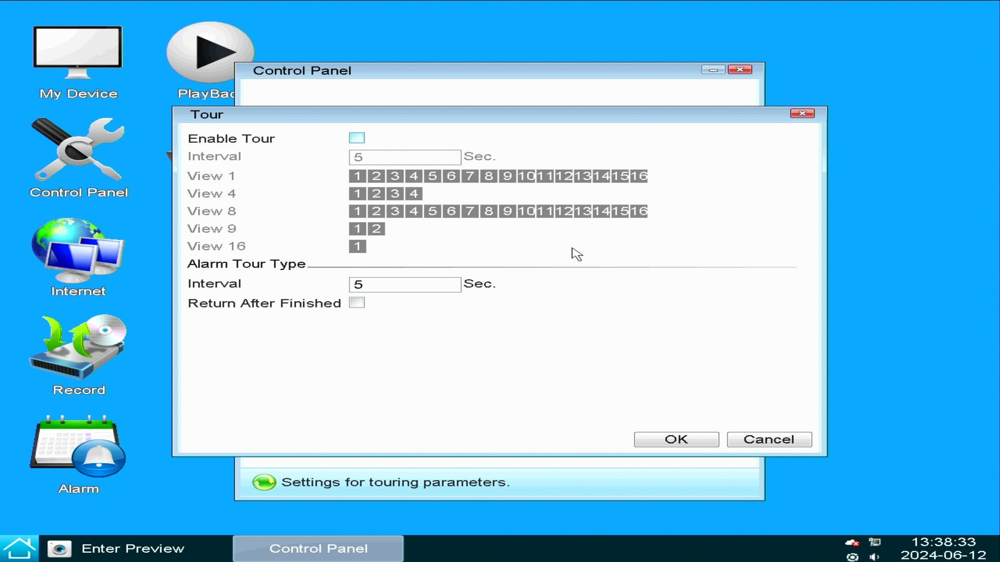 My Device
PlayBac
Control Panel
Control Panel
Internet
Record
Alarm
Tour
Enable Tour
Interval 5 Sec.
View 1 1 2 3 4 5 6 7 8 9 10 11 12 13 14 15 16
View 4 1 2 3 4
View 8 1 2 3 4 5 6 7 8 9 10 11 12 13 14 15 16
View 9 1 2
View 16 1
Alarm Tour Type
Interval 5 Sec.
Return After Finished
OK Cancel
Settings for touring parameters.
Enter Preview
Control Panel
13:38:33
2024-06-12